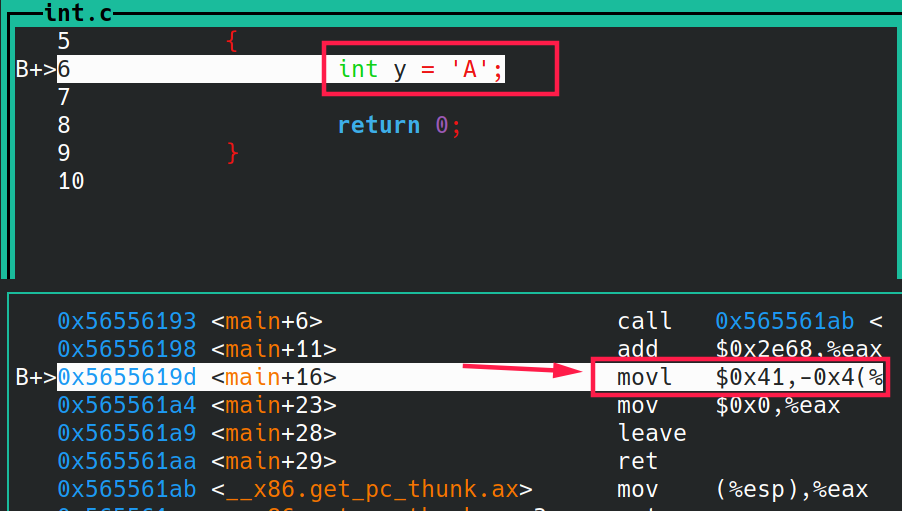 int.c
5 {
B+>6 int y = 'A';
7
8 return 0;
9 }
10
0x56556193 <main+6> call 0x565561ab <
0x56556198 <main+11> add $0x2e68,%eax
B+>0x5655619d <main+16> movl $0x41,-0x4(%
0x565561a4 <main+23> mov $0x0,%eax
0x565561a9 <main+28> leave
0x565561aa <main+29> ret
0x565561ab <__x86.get_pc_thunk.ax> mov (%esp),%eax